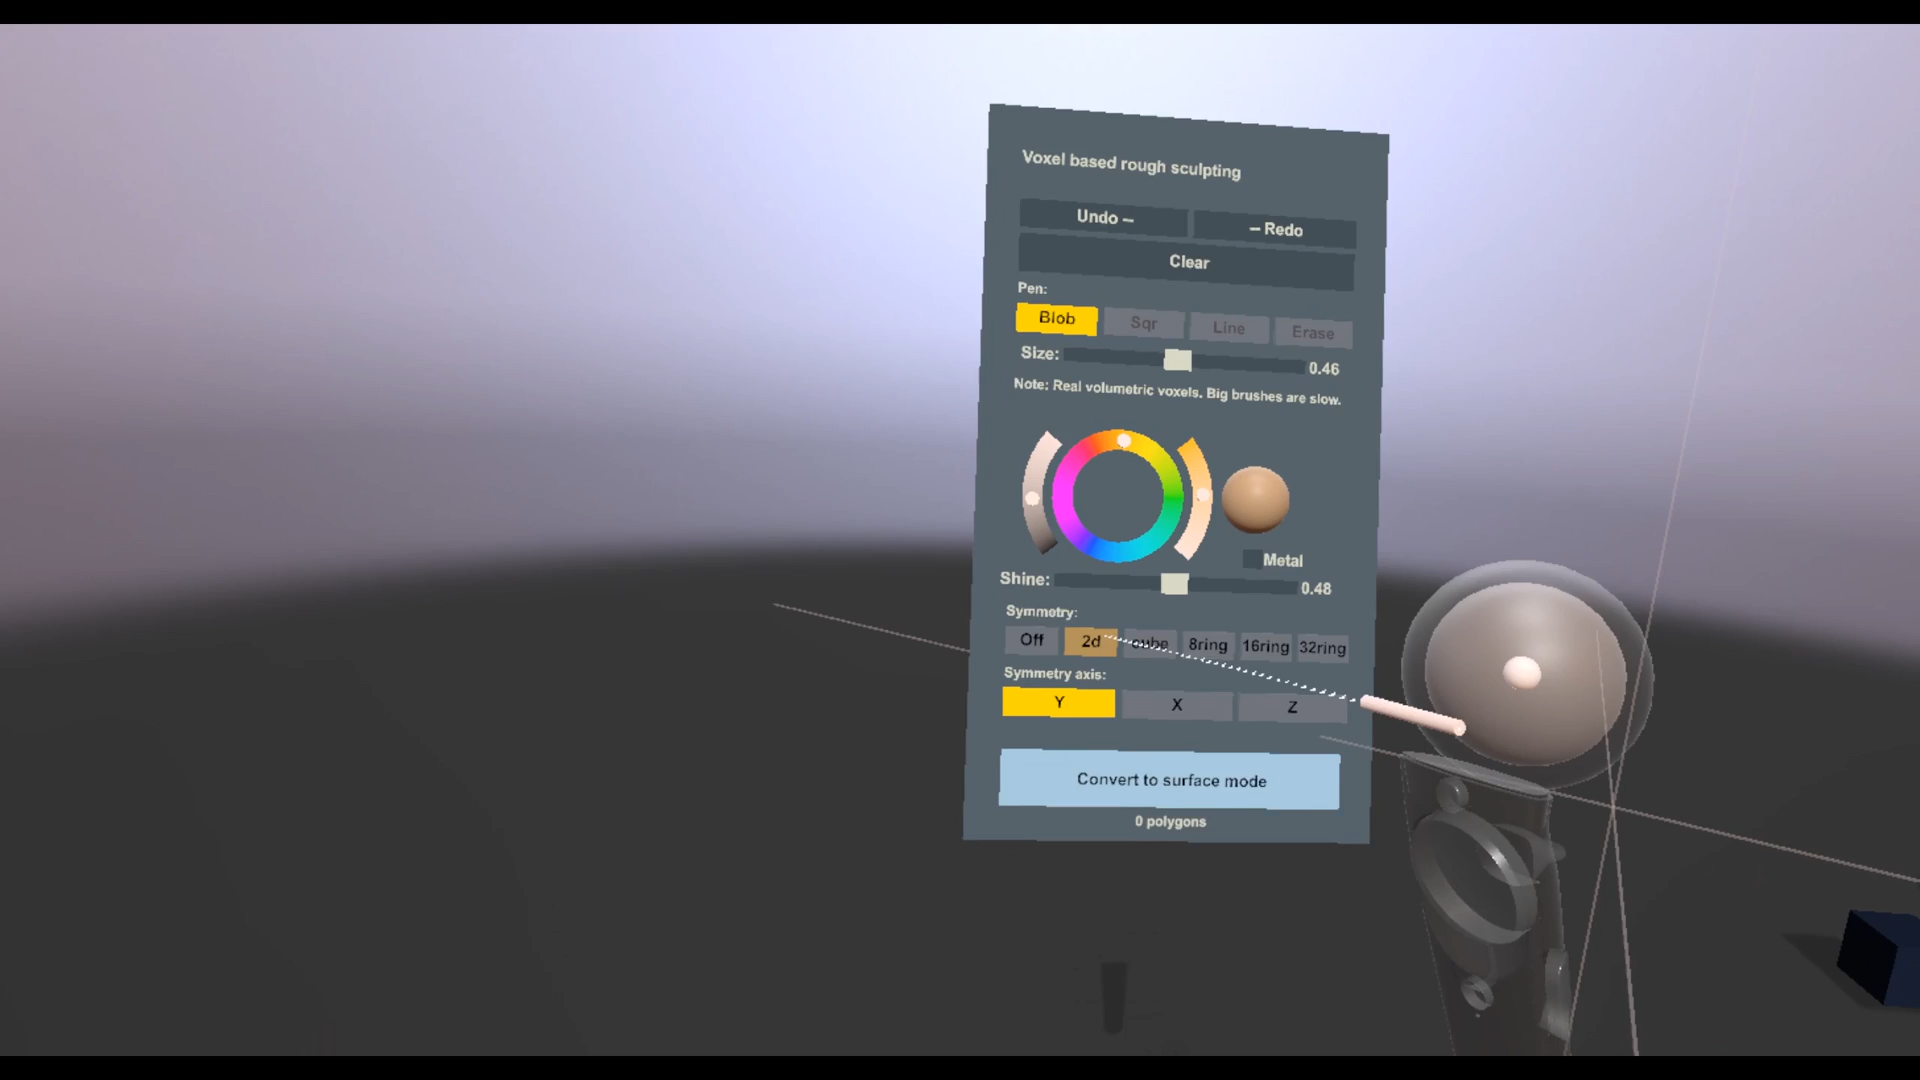 Voxel based rough sculpting
Undo –
– Redo
Clear
Pen:
Blob
Sqr
Line
Erase
Size:
0.46
Note: Real volumetric voxels. Big brushes are slow.
Metal
Shine:
0.48
Symmetry:
Off
2d
cube
8ring
16ring
32ring
Symmetry axis:
Y
X
Z
Convert to surface mode
0 polygons